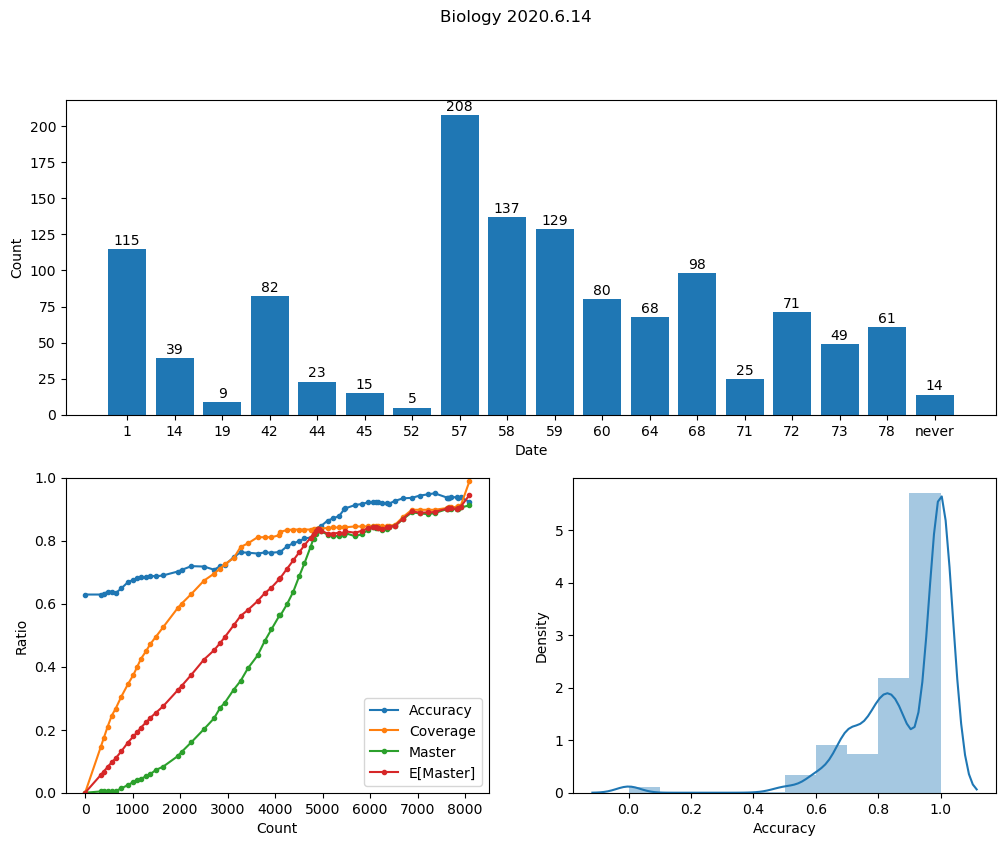 Biology 2020.6.14
208
200
175
150
125
100
75
50
25
0
Count
115
39
9
82
23
15
5
137
129
80
68
98
25
71
49
61
14
1 14 19 42 44 45 52 57 58 59 60 64 68 71 72 73 78 never
Date
1.0
0.8
0.6
0.4
0.2
0.0
Ratio
Accuracy
Coverage
Master
E[Master]
0 1000 2000 3000 4000 5000 6000 7000 8000
Count
5
4
3
2
1
0
Density
0.0 0.2 0.4 0.6 0.8 1.0
Accuracy